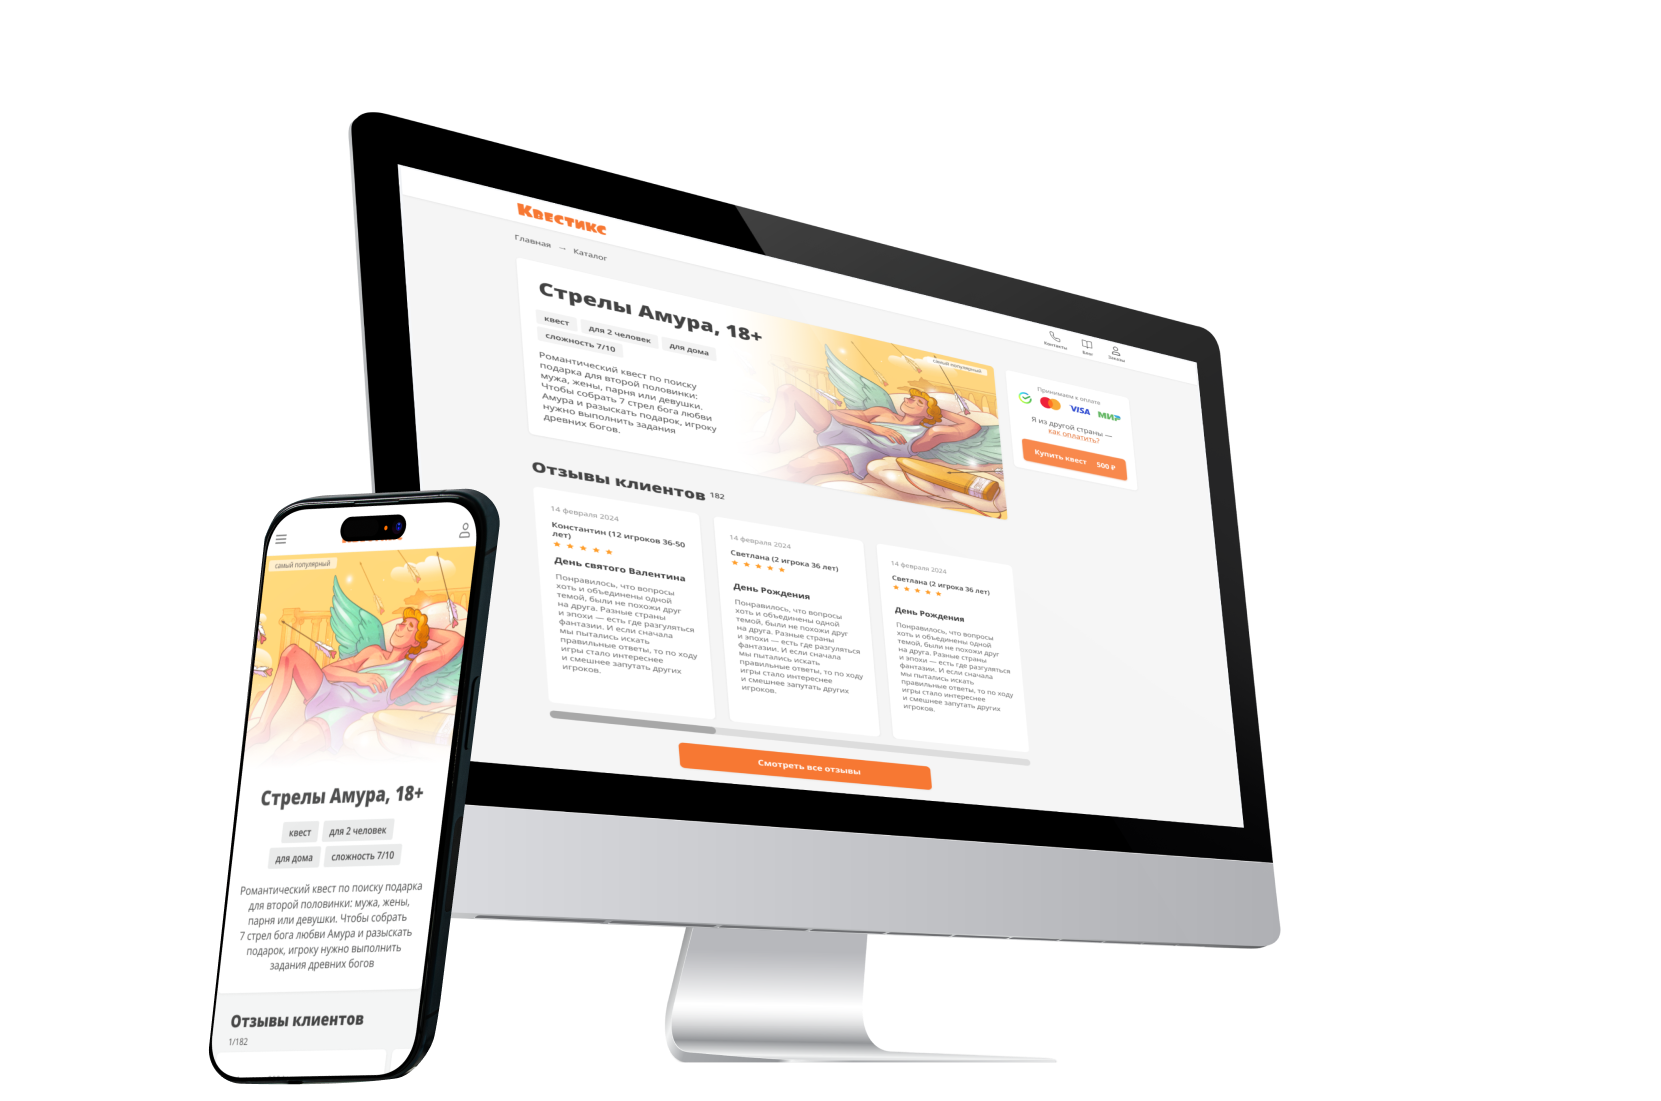 Квестикс
Главная → Каталог
Контакты
Блог
Заказы
Стрелы Амура, 18+
квест
для 2 человек
для дома
сложность 7/10
Романтический квест по поиску
подарка для второй половинки:
мужа, жены, парня или девушки.
Чтобы собрать 7 стрел бога любви
Амура и разыскать подарок, игроку
нужно выполнить задания
древних богов.
самый популярный
Принимаем к оплате
VISA
МИР
Я из другой страны —
как оплатить?
Купить квест 500 ₽
Отзывы клиентов 182
14 февраля 2024
Константин (12 игроков 36-50
лет)
День святого Валентина
Понравилось, что вопросы
хоть и объединены одной
темой, были не похожи друг
на друга. Разные страны
и эпохи — есть где разгуляться
фантазии. И если сначала
мы пытались искать
правильные ответы, то по ходу
игры стало интереснее
и смешнее запутать других
игроков.
14 февраля 2024
Светлана (2 игрока 36 лет)
День Рождения
Понравилось, что вопросы
хоть и объединены одной
темой, были не похожи друг
на друга. Разные страны
и эпохи — есть где разгуляться
фантазии. И если сначала
мы пытались искать
правильные ответы, то по ходу
игры стало интереснее
и смешнее запутать других
игроков.
14 февраля 2024
Светлана (2 игрока 36 лет)
День Рождения
Понравилось, что вопросы
хоть и объединены одной
темой, были не похожи друг
на друга. Разные страны
и эпохи — есть где разгуляться
фантазии. И если сначала
мы пытались искать
правильные ответы, то по ходу
игры стало интереснее
и смешнее запутать других
игроков.
Смотреть все отзывы
самый популярный
Стрелы Амура, 18+
квест
для 2 человек
для дома
сложность 7/10
Романтический квест по поиску подарка
для второй половинки: мужа, жены,
парня или девушки. Чтобы собрать
7 стрел бога любви Амура и разыскать
подарок, игроку нужно выполнить
задания древних богов
Отзывы клиентов
1/182